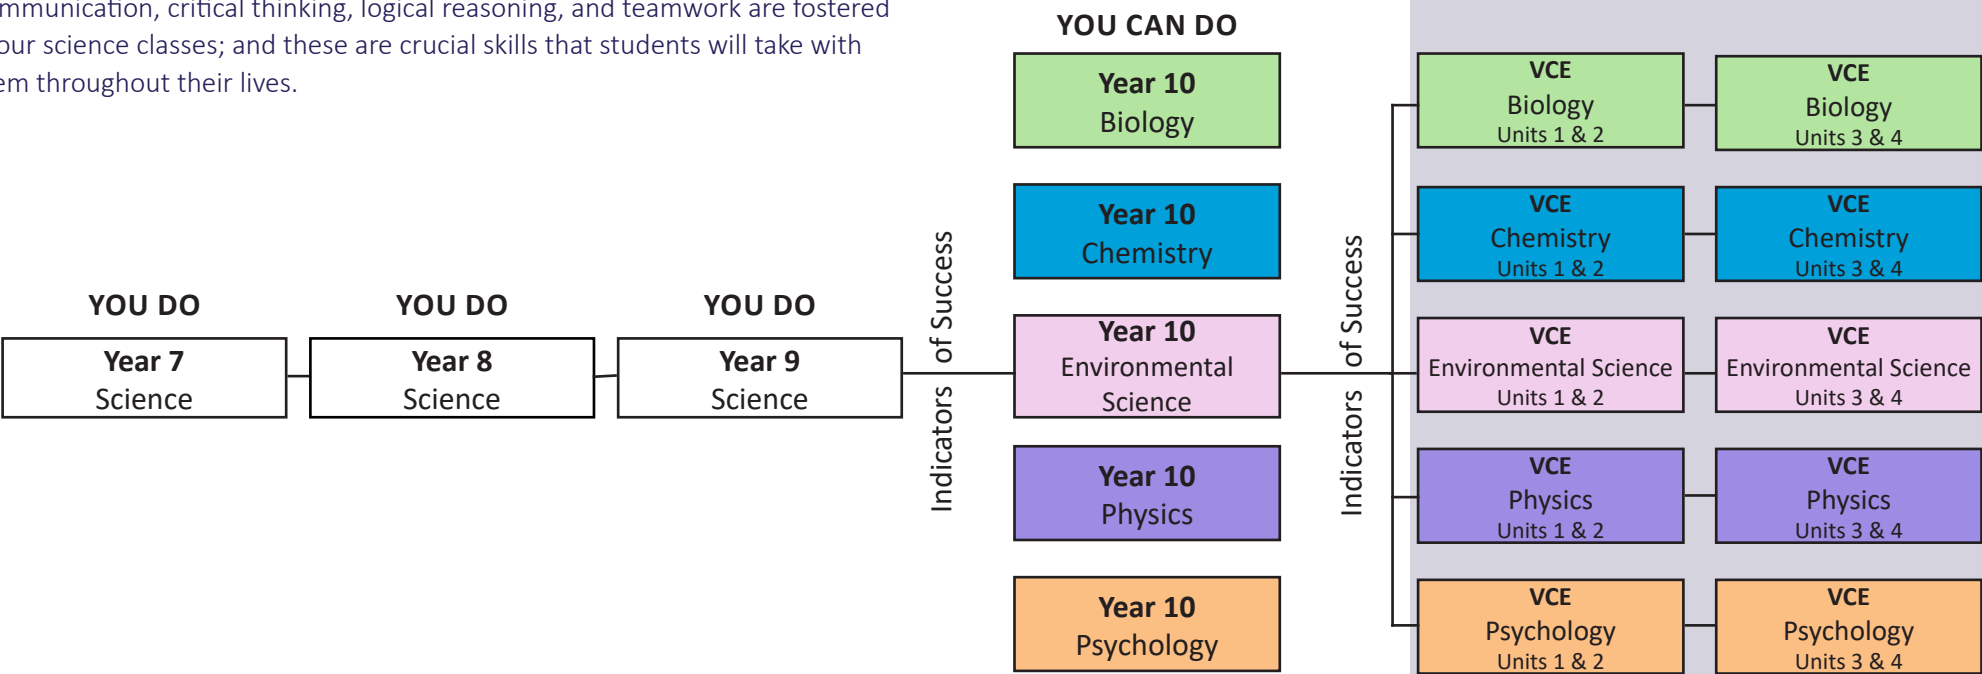 mmunication, critical thinking, logical reasoning, and teamwork are fostered
our science classes; and these are crucial skills that students will take with
em throughout their lives.
YOU DO
Year 7
Science
YOU DO
Year 8
Science
YOU DO
Year 9
Science
Indicators of Success
YOU CAN DO
Year 10
Biology
Year 10
Chemistry
Year 10
Environmental
Science
Year 10
Physics
Year 10
Psychology
Indicators of Success
VCE
Biology
Units 1 & 2
VCE
Biology
Units 3 & 4
VCE
Chemistry
Units 1 & 2
VCE
Chemistry
Units 3 & 4
VCE
Environmental Science
Units 1 & 2
VCE
Environmental Science
Units 3 & 4
VCE
Physics
Units 1 & 2
VCE
Physics
Units 3 & 4
VCE
Psychology
Units 1 & 2
VCE
Psychology
Units 3 & 4